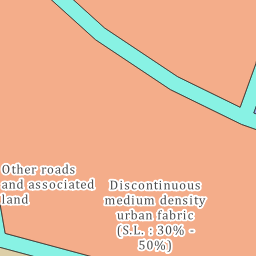 Other roads
and associated
land
Discontinuous
medium density
urban fabric
(S.L. : 30% -
50%)